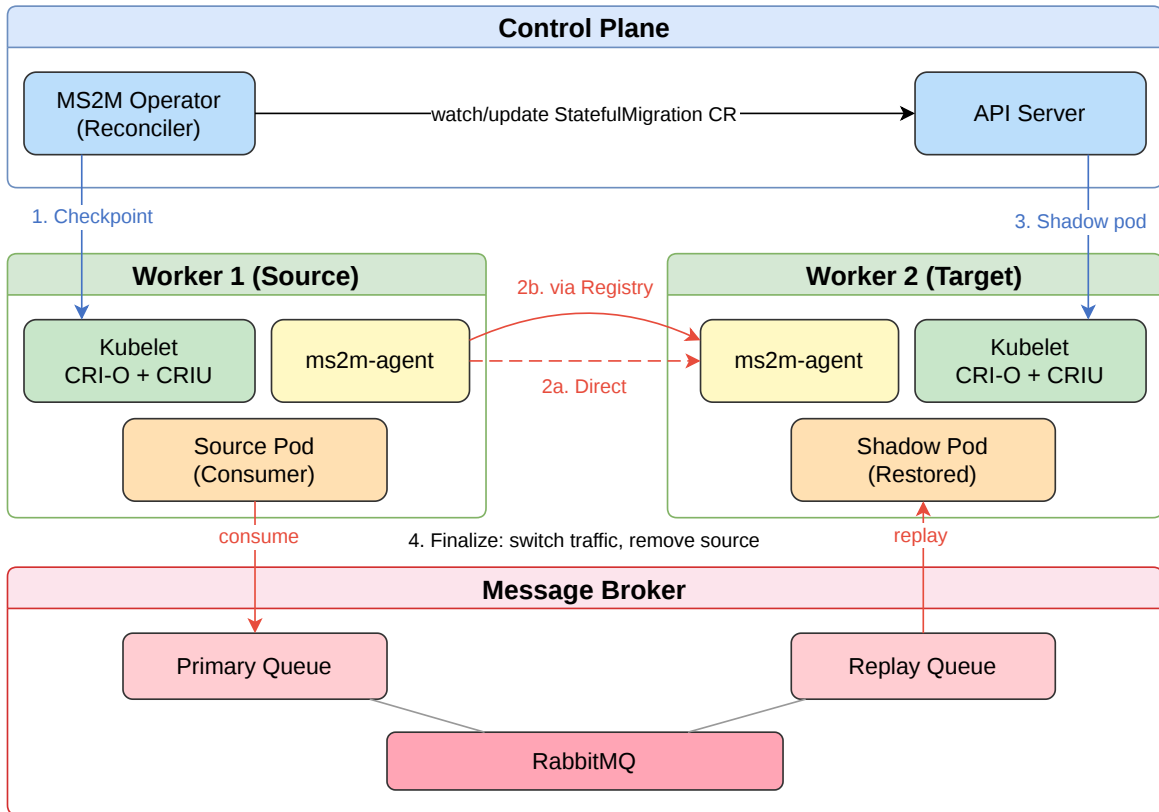 Control Plane
MS2M Operator
(Reconciler)
watch/update StatefulMigration CR
API Server
1. Checkpoint
3. Shadow pod
Worker 1 (Source)
2b. via Registry
Worker 2 (Target)
Kubelet
CRI-O + CRIU
ms2m-agent
2a. Direct
ms2m-agent
Kubelet
CRI-O + CRIU
Source Pod
(Consumer)
Shadow Pod
(Restored)
consume
4. Finalize: switch traffic, remove source
replay
Message Broker
Primary Queue
Replay Queue
RabbitMQ